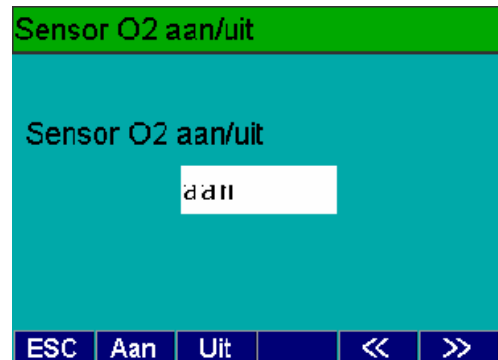 Sensor O2 aan/uit
Sensor O2 aan/uit
aan
ESC Aan Uit << >>